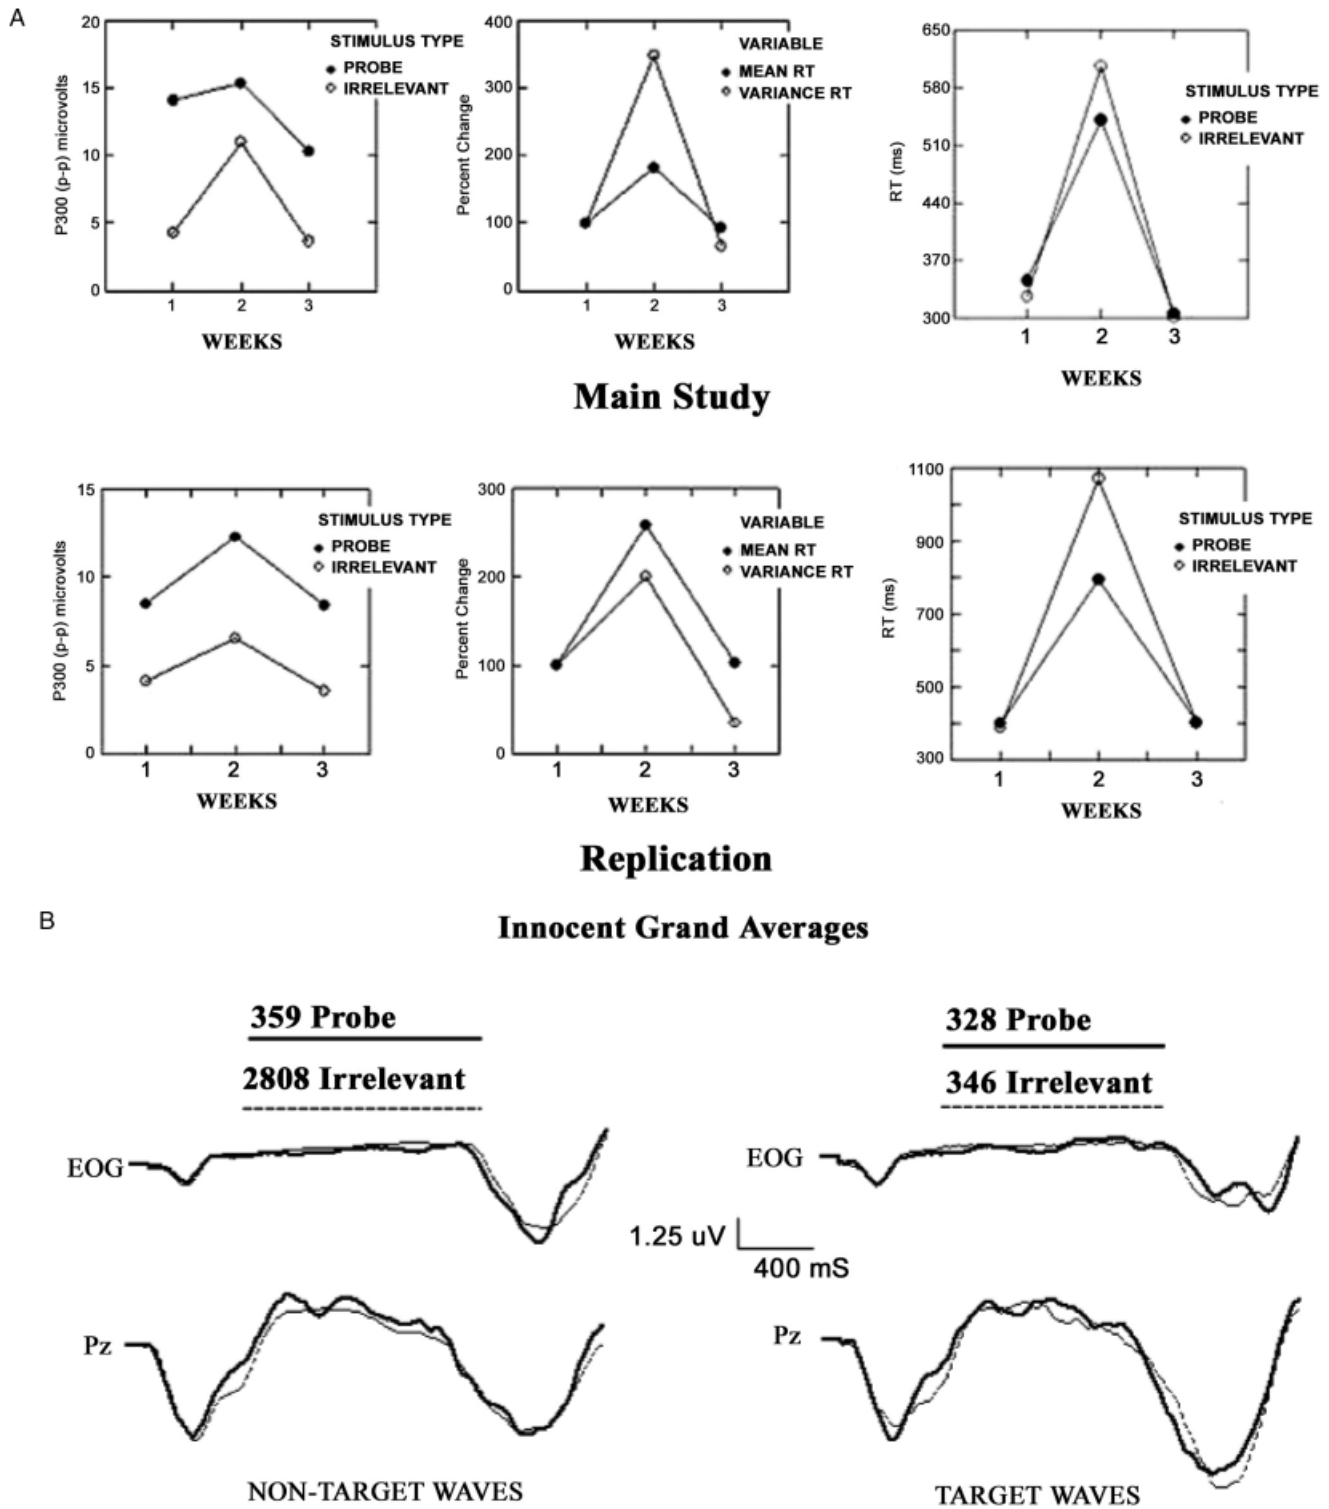 A
20
15
10
5
0
P300 (p-p) microvolts
STIMULUS TYPE
PROBE
IRRELEVANT
1 2 3
WEEKS
400
300
200
100
0
Percent Change
VARIABLE
MEAN RT
VARIANCE RT
1 2 3
WEEKS
650
580
510
440
370
300
RT (ms)
STIMULUS TYPE
PROBE
IRRELEVANT
1 2 3
WEEKS
Main Study
15
10
5
0
P300 (p-p) microvolts
STIMULUS TYPE
PROBE
IRRELEVANT
1 2 3
WEEKS
300
200
100
0
Percent Change
VARIABLE
MEAN RT
VARIANCE RT
1 2 3
WEEKS
1100
900
700
500
300
RT (ms)
STIMULUS TYPE
PROBE
IRRELEVANT
1 2 3
WEEKS
Replication
B
Innocent Grand Averages
359 Probe
2808 Irrelevant
EOG
Pz
NON-TARGET WAVES
1.25 uV
400 mS
328 Probe
346 Irrelevant
EOG
Pz
TARGET WAVES